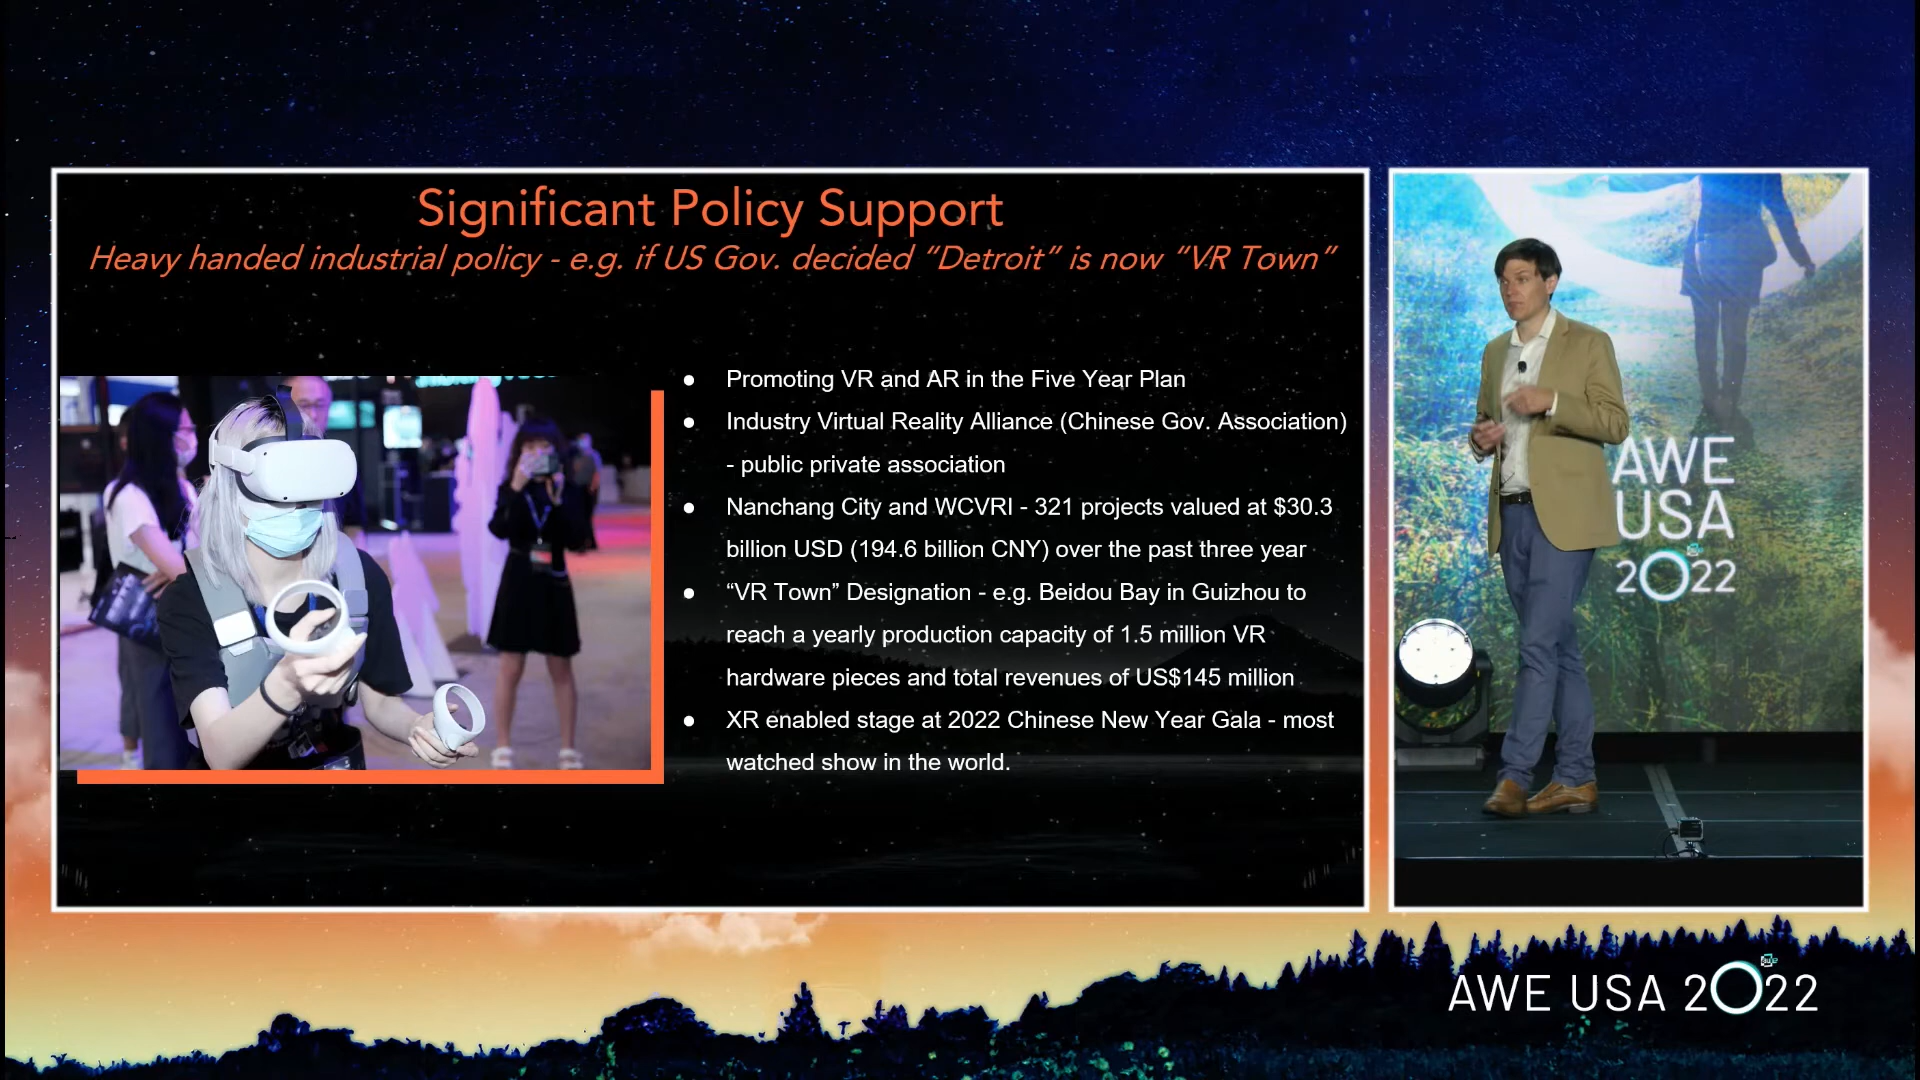 Significant Policy Support
Heavy handed industrial policy - e.g. if US Gov. decided “Detroit” is now “VR Town”
● Promoting VR and AR in the Five Year Plan
● Industry Virtual Reality Alliance (Chinese Gov. Association)
- public private association
● Nanchang City and WCVRI - 321 projects valued at $30.3
billion USD (194.6 billion CNY) over the past three year
● “VR Town” Designation - e.g. Beidou Bay in Guizhou to
reach a yearly production capacity of 1.5 million VR
hardware pieces and total revenues of US$145 million
● XR enabled stage at 2022 Chinese New Year Gala - most
watched show in the world.
AWE
USA
2022
AWE USA 2022